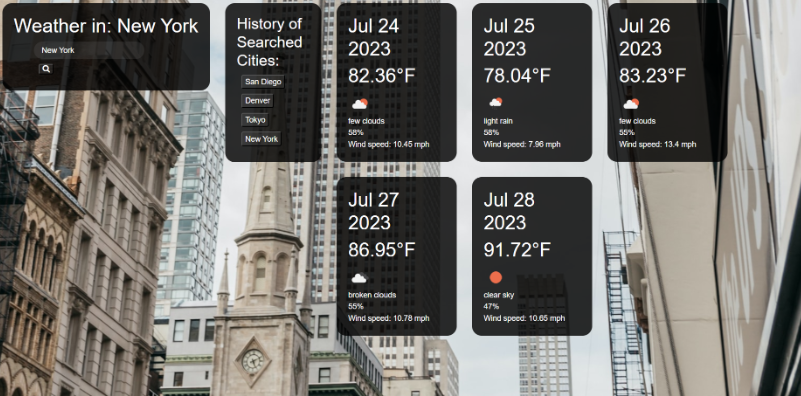 Weather in: New York
New York
History of
Searched
Cities:
San Diego
Denver
Tokyo
New York
Jul 24
2023
82.36°F
few clouds
58%
Wind speed: 10.45 mph
Jul 25
2023
78.04°F
light rain
58%
Wind speed: 7.96 mph
Jul 26
2023
83.23°F
few clouds
55%
Wind speed: 13.4 mph
Jul 27
2023
86.95°F
broken clouds
55%
Wind speed: 10.78 mph
Jul 28
2023
91.72°F
clear sky
47%
Wind speed: 10.65 mph